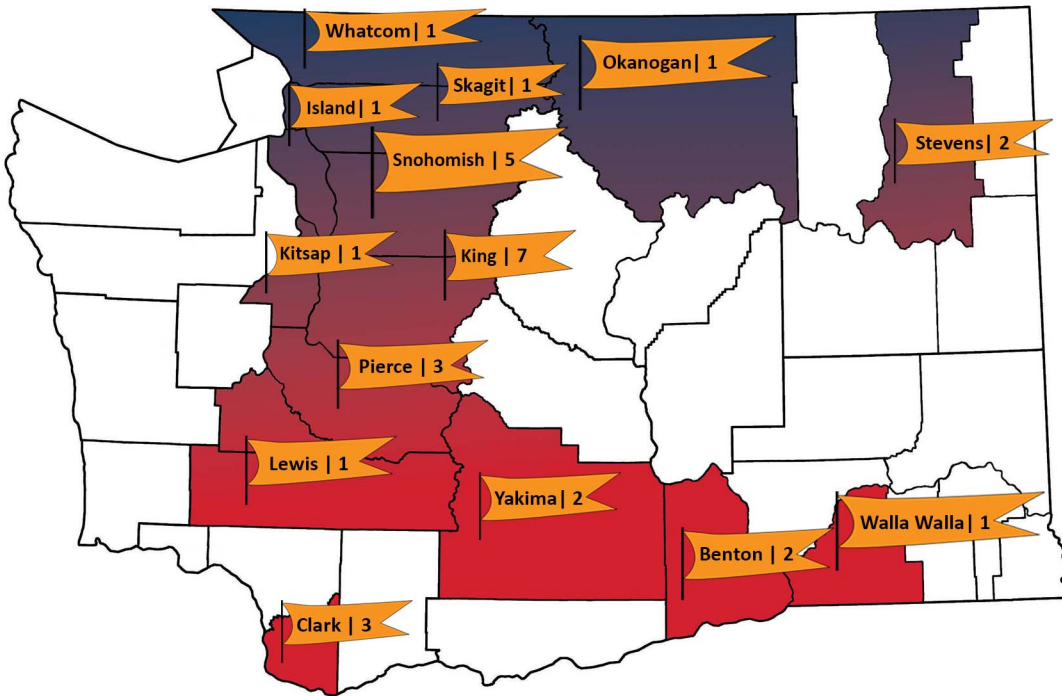 Whatcom| 1
Okanogan| 1
Skagit | 1
Island| 1
Stevens| 2
Snohomish | 5
Kitsap | 1
King | 7
Pierce | 3
Lewis | 1
Yakima| 2
Walla Walla| 1
Benton | 2
Clark | 3